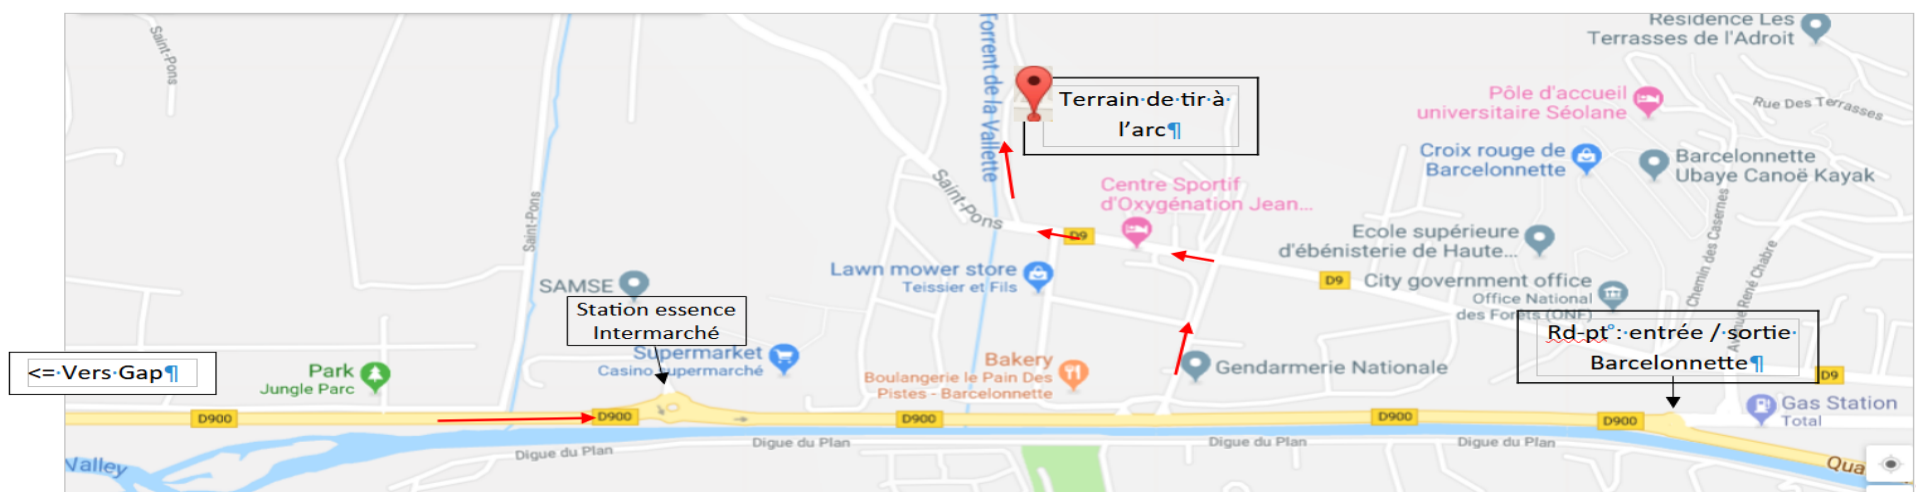 Saint-Pons
Torrent de la Vallette
Résidence Les
Terrasses de l'Adroit
Terrain·de·tir·à·
l'arc¶
Pôle d'accueil
universitaire Séolane
Rue Des Terrasses
Croix rouge de
Barcelonnette
Barcelonnette
Ubaye Canoë Kayak
Saint-Pons
Saint-Pons
Centre Sportif
d'Oxygénation Jean...
D9
Ecole supérieure
d'ébénisterie de Haute...
Chemin des Casernes
Avenue René Chabre
Lawn mower store
Teissier et Fils
D9
City government office
Office National
des Forêts (ONF)
SAMSE
Station essence
Intermarché
Rd-pt°:·entrée·/·sortie·
Barcelonnette¶
<=·Vers·Gap¶
Park
Jungle Parc
Supermarket
Casino supermarché
Bakery
Boulangerie le Pain Des
Pistes - Barcelonnette
Gendarmerie Nationale
D9
Gas Station
Total
D900
D900
D900
D900
D900
Digue du Plan
Digue du Plan
Digue du Plan
Digue du Plan
Valley
Qua